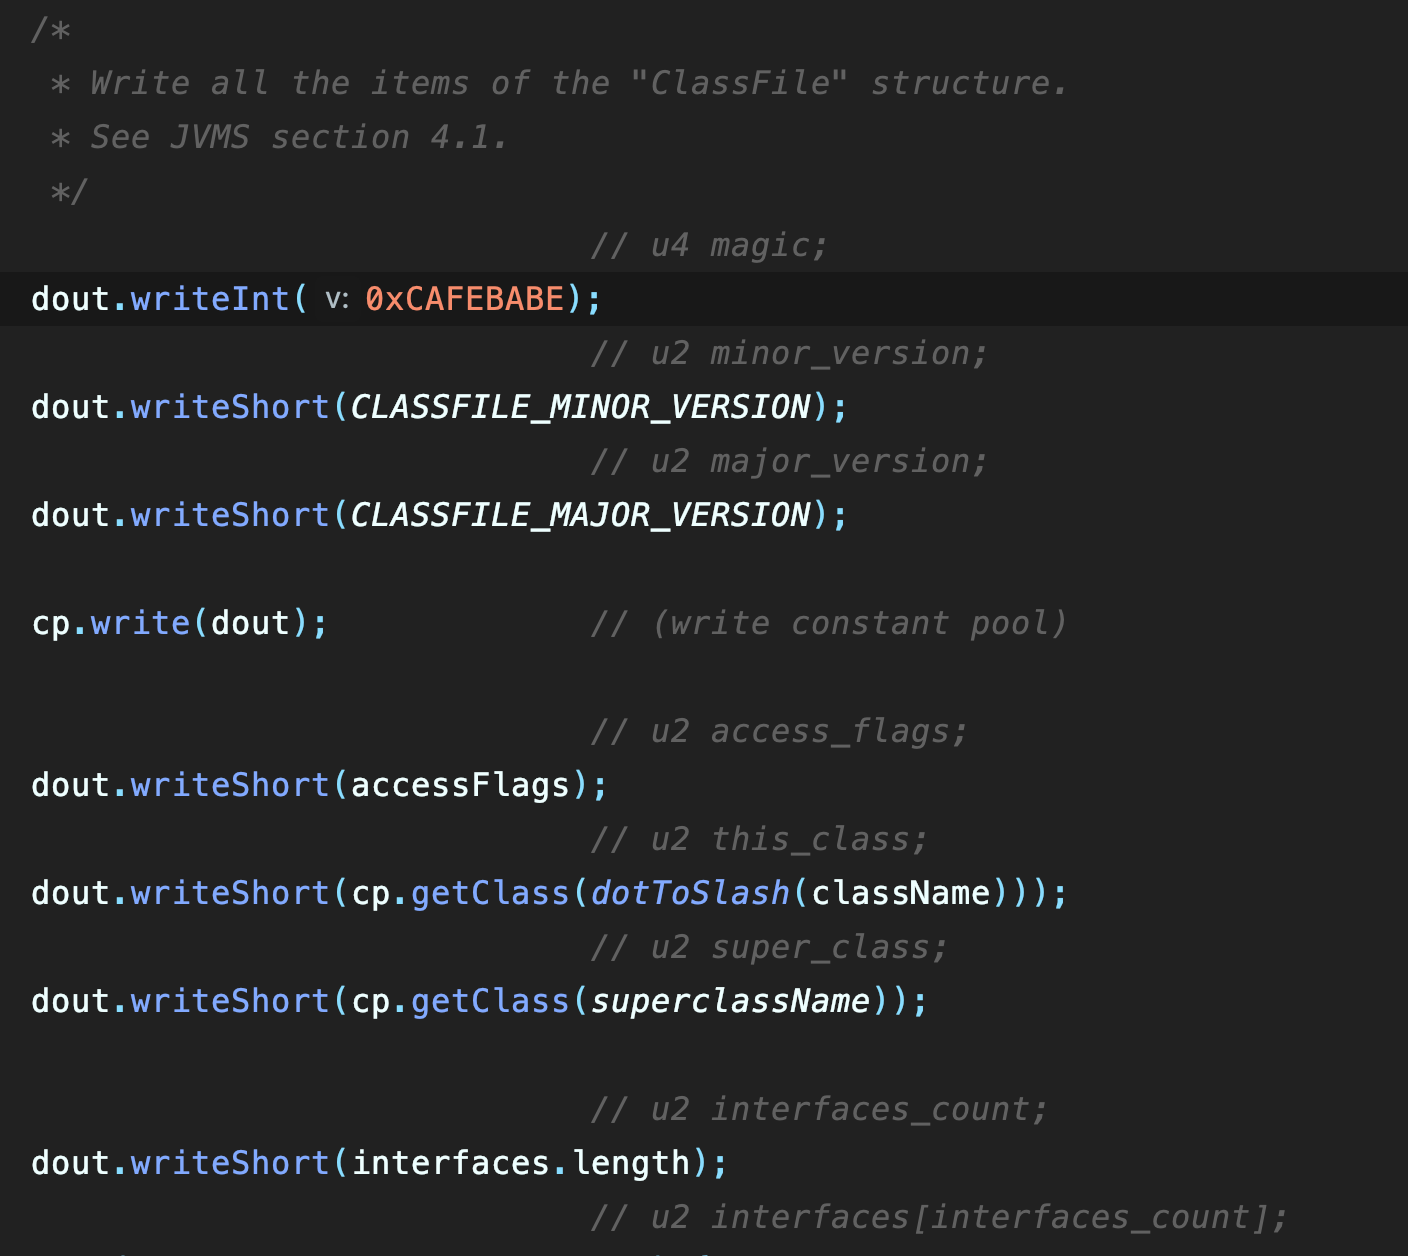 /*
 * Write all the items of the "ClassFile" structure.
 * See JVMS section 4.1.
 */
// u4 magic;
dout.writeInt( v: 0xCAFEBABE);
// u2 minor_version;
dout.writeShort(CLASSFILE_MINOR_VERSION);
// u2 major_version;
dout.writeShort(CLASSFILE_MAJOR_VERSION);
cp.write(dout); // (write constant pool)
// u2 access_flags;
dout.writeShort(accessFlags);
// u2 this_class;
dout.writeShort(cp.getClass(dotToSlash(className)));
// u2 super_class;
dout.writeShort(cp.getClass(superclassName));
// u2 interfaces_count;
dout.writeShort(interfaces.length);
// u2 interfaces[interfaces_count];